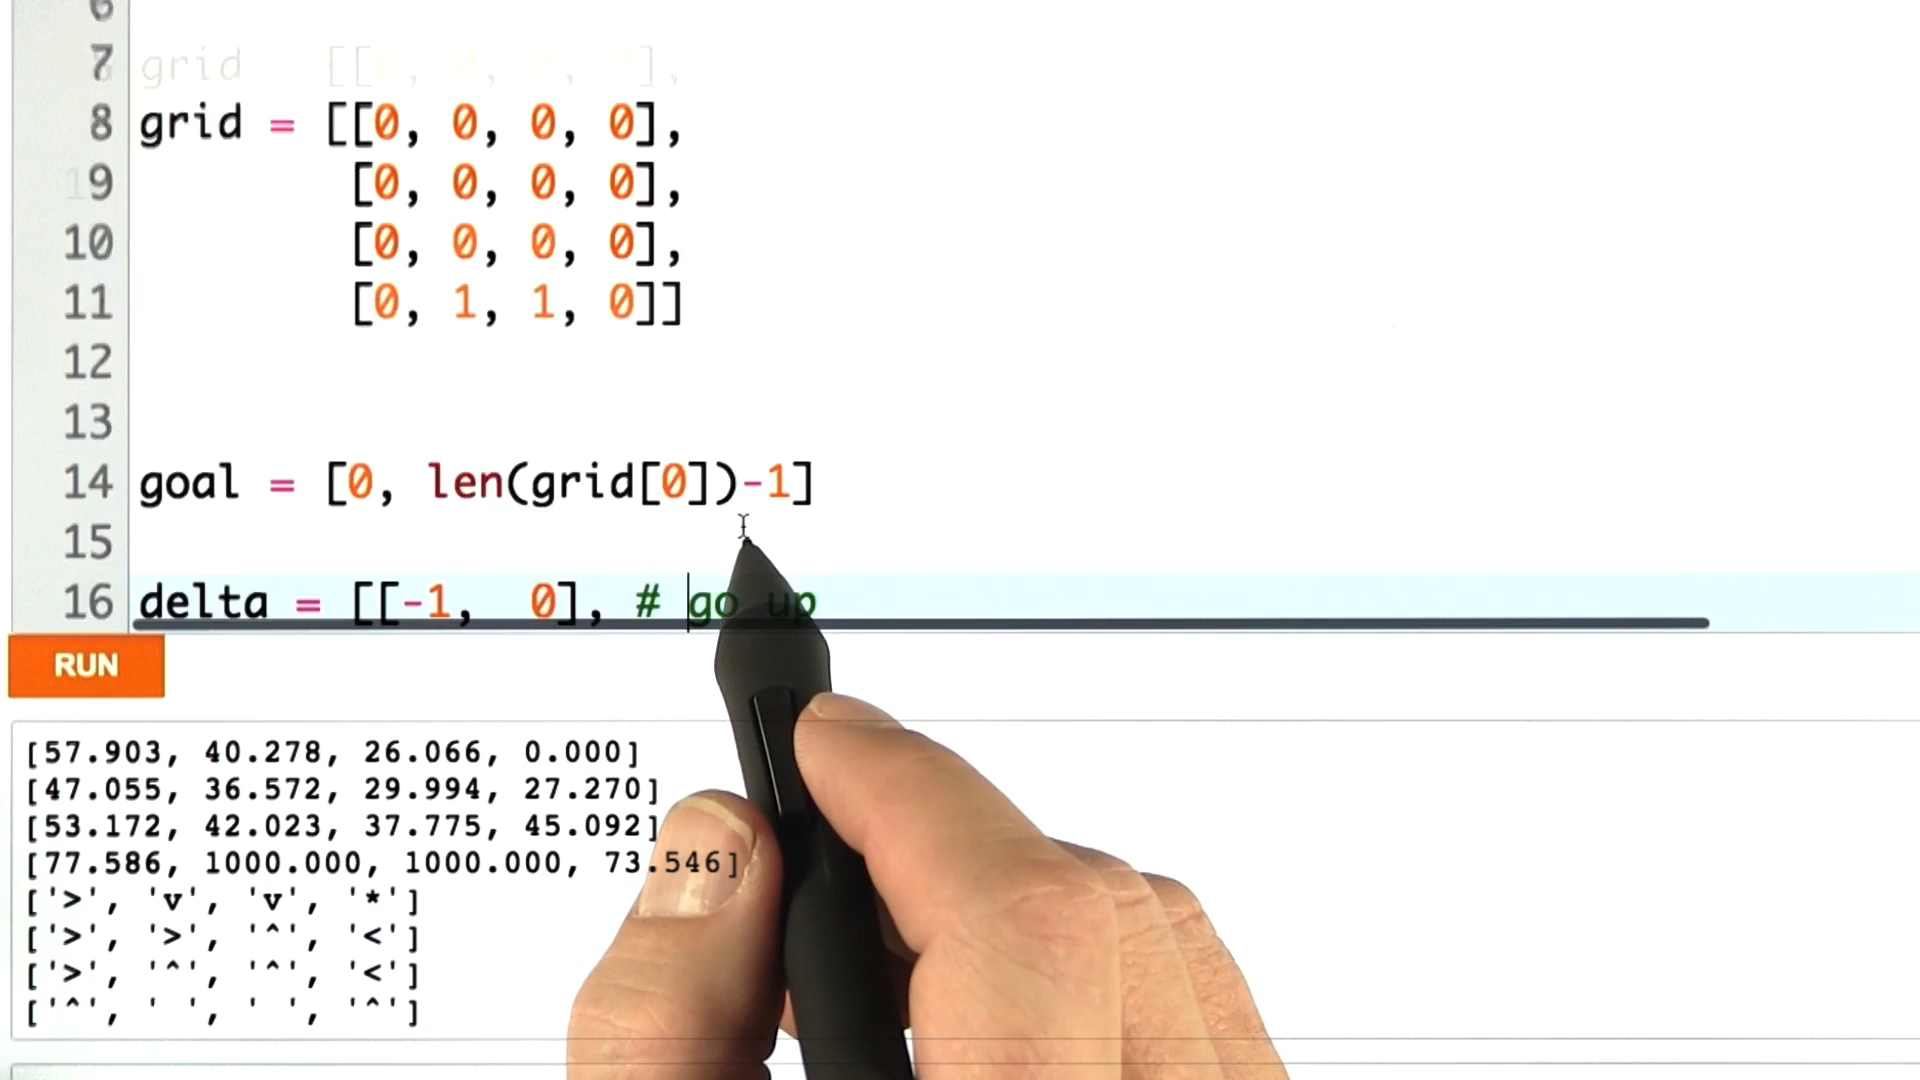 6
7 grid [[0, 0, 0, 0],
8 grid = [[0, 0, 0, 0],
19 [0, 0, 0, 0],
10 [0, 0, 0, 0],
11 [0, 1, 1, 0]]
12
13
14 goal = [0, len(grid[0])-1]
15
16 delta = [[-1, 0], # go up
RUN
[57.903, 40.278, 26.066, 0.000]
[47.055, 36.572, 29.994, 27.270]
[53.172, 42.023, 37.775, 45.092]
[77.586, 1000.000, 1000.000, 73.546]
['>', 'v', 'v', '*']
['>', '>', '^', '<']
['>', '^', '^', '<']
['^', ' ', ' ', '^']